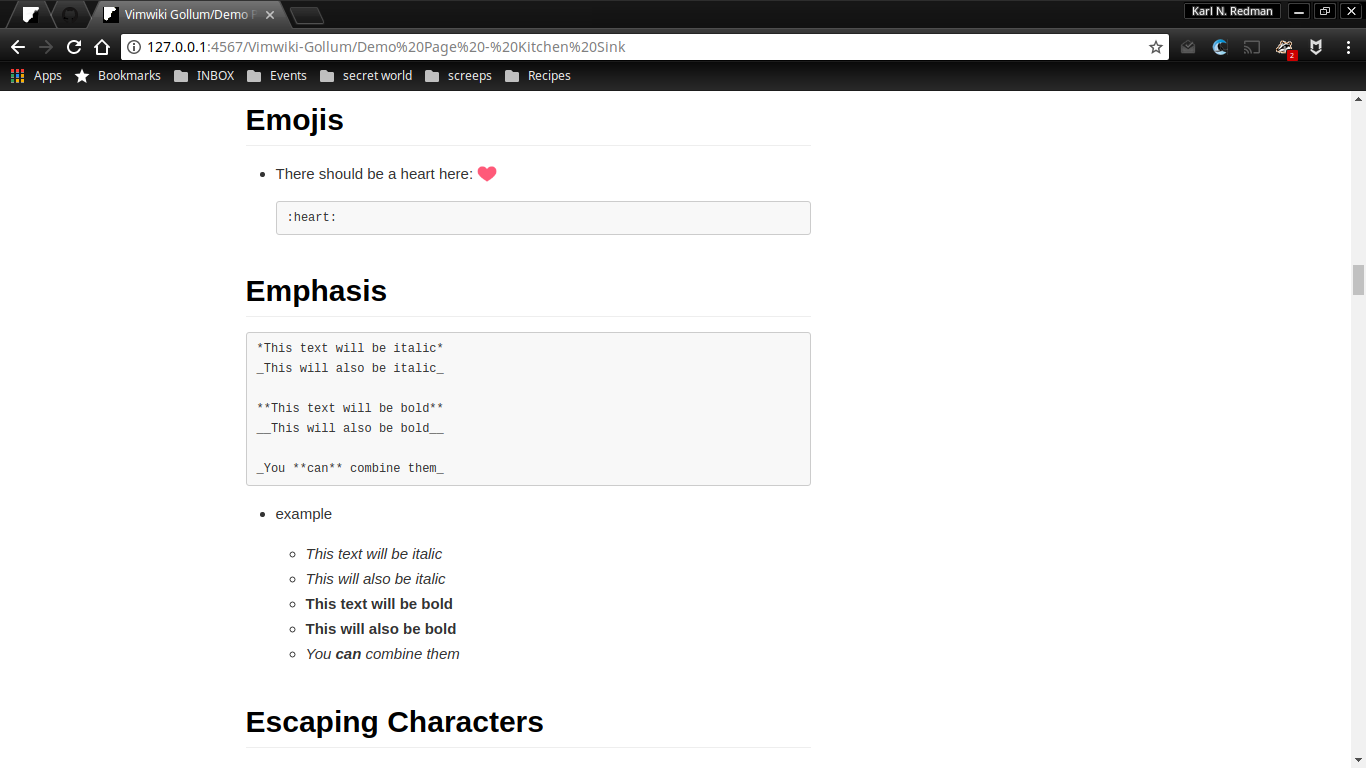 Vimwiki Gollum/Demo P
Karl N. Redman
127.0.0.1:4567/Vimwiki-Gollum/Demo%20Page%20-%20Kitchen%20Sink
2
Apps Bookmarks INBOX Events secret world screeps Recipes
Emojis
There should be a heart here:
:heart:
Emphasis
*This text will be italic*
_This will also be italic_
**This text will be bold**
__This will also be bold__
_You **can** combine them_
example
This text will be italic
This will also be italic
This text will be bold
This will also be bold
You can combine them
Escaping Characters